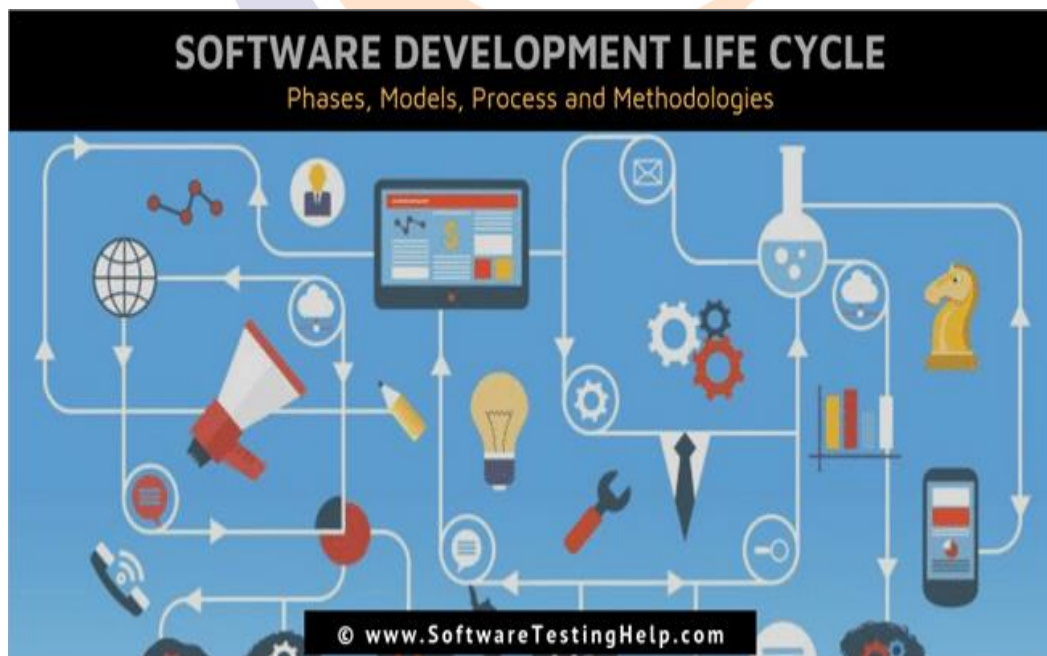 SOFTWARE DEVELOPMENT LIFE CYCLE
Phases, Models, Process and Methodologies
© www.SoftwareTestingHelp.com